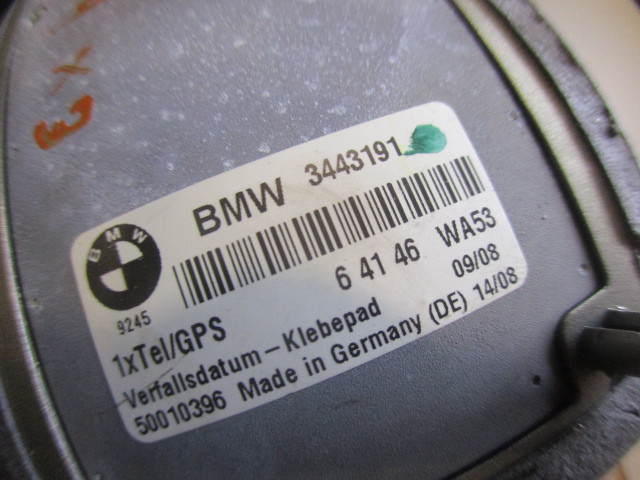 BMW 3443191
BMW
9245
6 41 46 WA53
1xTel/GPS
09/08
Verfallsdatum – Klebepad 14/08
50010396 Made in Germany (DE)